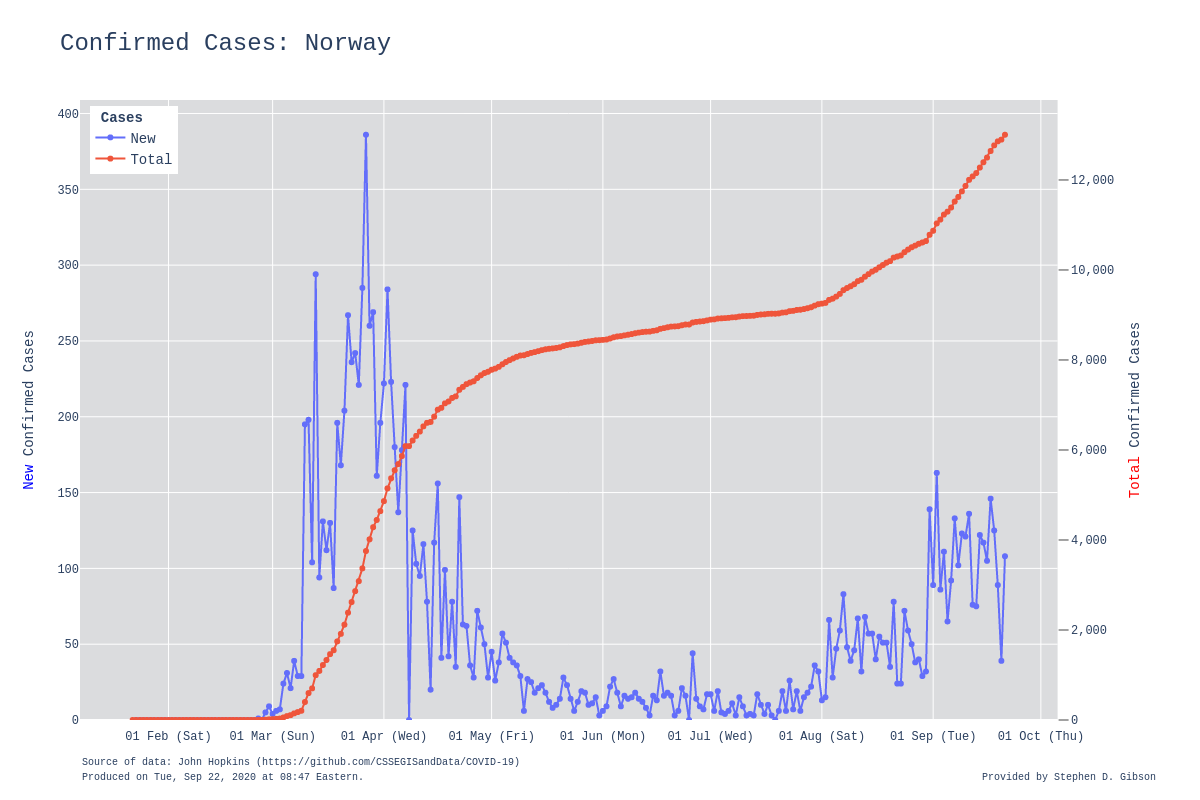 Confirmed Cases: Norway
Cases
New
Total
400
350
300
250
200
150
100
50
0
New Confirmed Cases
12,000
10,000
8,000
6,000
4,000
2,000
0
Total Confirmed Cases
01 Feb (Sat) 01 Mar (Sun) 01 Apr (Wed) 01 May (Fri) 01 Jun (Mon) 01 Jul (Wed) 01 Aug (Sat) 01 Sep (Tue) 01 Oct (Thu)
Source of data: John Hopkins (https://github.com/CSSEGISandData/COVID-19)
Produced on Tue, Sep 22, 2020 at 08:47 Eastern.
Provided by Stephen D. Gibson